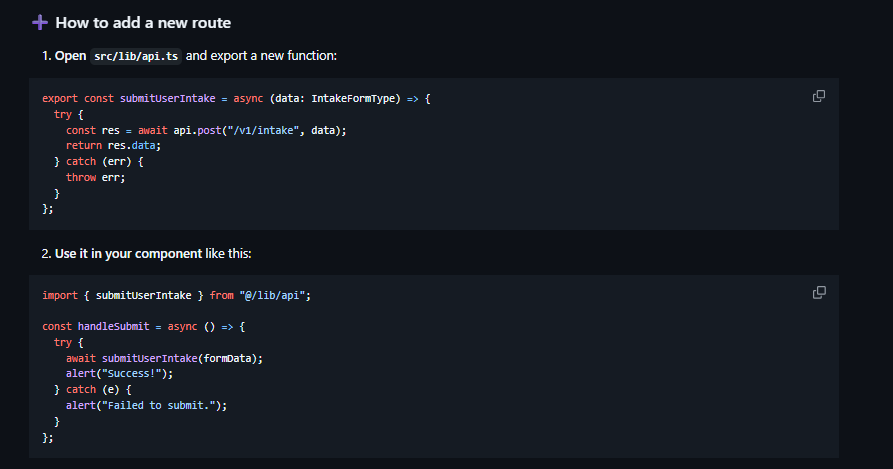 ➕ How to add a new route
1. Open src/lib/api.ts and export a new function:
export const submitUserIntake = async (data: IntakeFormType) => {
  try {
    const res = await api.post("/v1/intake", data);
    return res.data;
  } catch (err) {
    throw err;
  }
};
2. Use it in your component like this:
import { submitUserIntake } from "@/lib/api";

const handleSubmit = async () => {
  try {
    await submitUserIntake(formData);
    alert("Success!");
  } catch (e) {
    alert("Failed to submit.");
  }
};